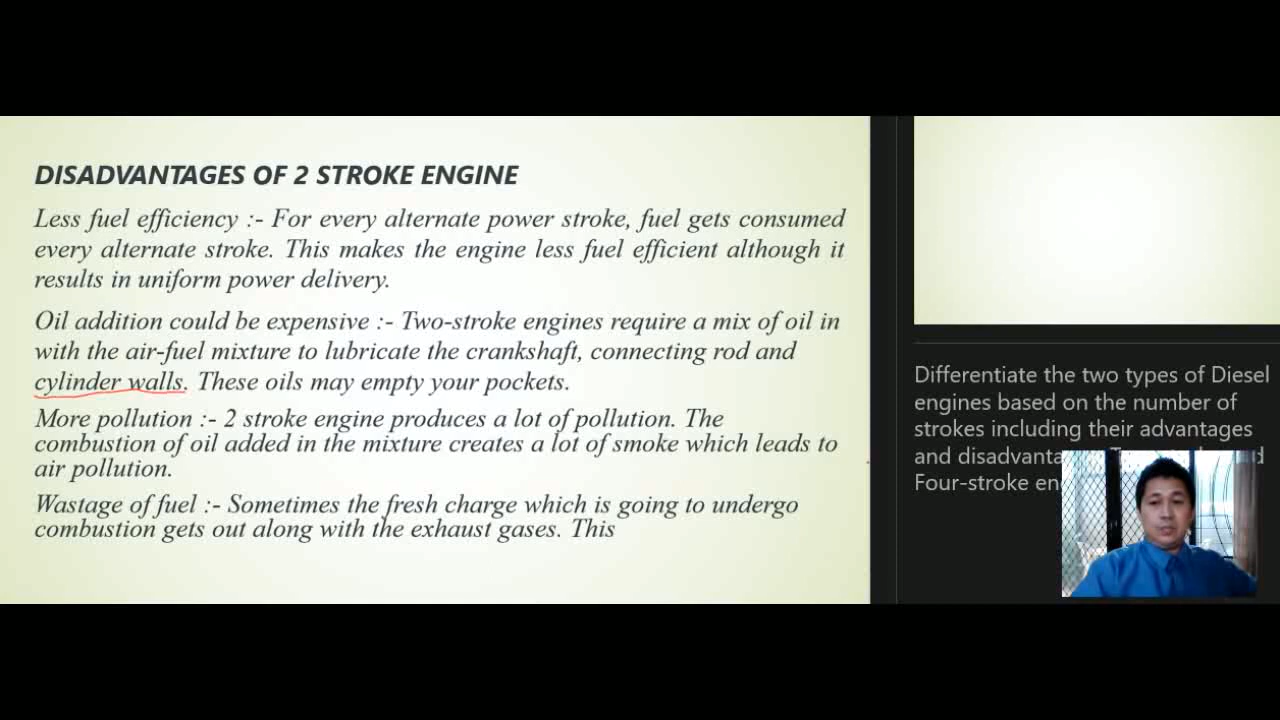 DISADVANTAGES OF 2 STROKE ENGINE
Less fuel efficiency :- For every alternate power stroke, fuel gets consumed
every alternate stroke. This makes the engine less fuel efficient although it
results in uniform power delivery.
Oil addition could be expensive :- Two-stroke engines require a mix of oil in
with the air-fuel mixture to lubricate the crankshaft, connecting rod and
cylinder walls. These oils may empty your pockets.
More pollution :- 2 stroke engine produces a lot of pollution. The
combustion of oil added in the mixture creates a lot of smoke which leads to
air pollution.
Wastage of fuel :- Sometimes the fresh charge which is going to undergo
combustion gets out along with the exhaust gases. This
Differentiate the two types of Diesel
engines based on the number of
strokes including their advantages
and
Four-stroke